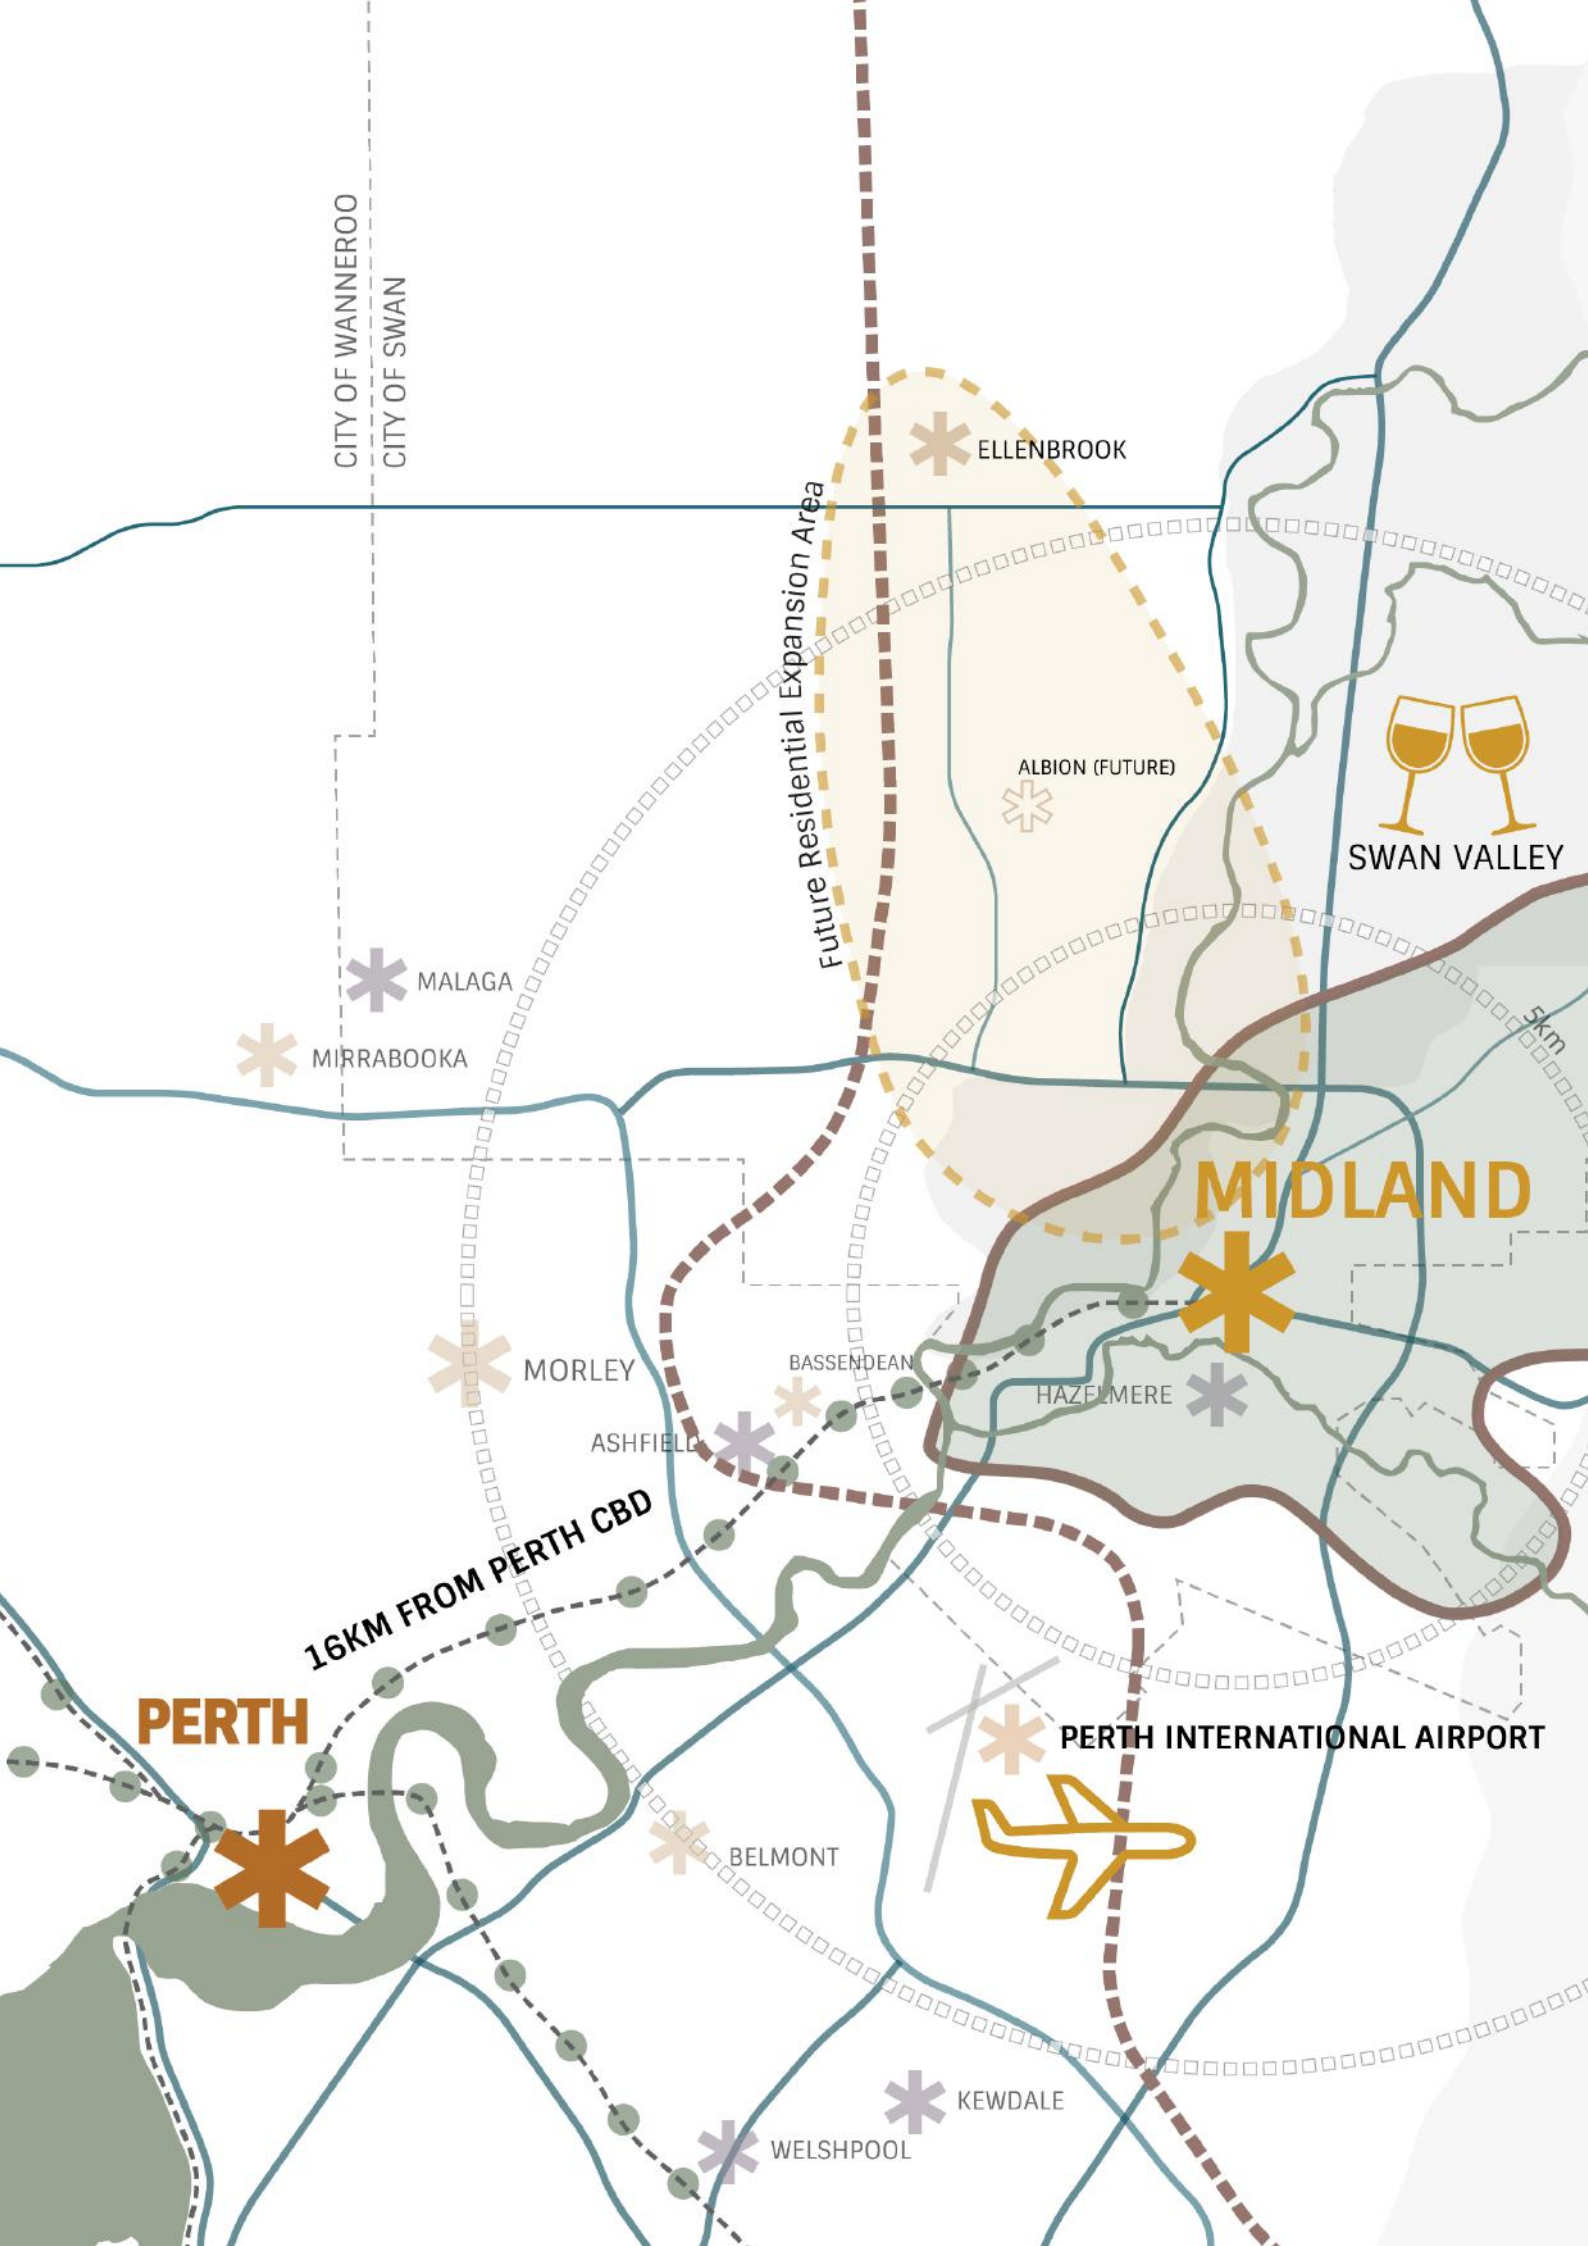 CITY OF WANNEROO
CITY OF SWAN
ELLENBROOK
Future Residential Expansion Area
ALBION (FUTURE)
SWAN VALLEY
MALAGA
5km
MIRRABOOKA
MIDLAND
BASSENDEAN
MORLEY
HAZELMERE
ASHFIELD
16KM FROM PERTH CBD
PERTH
PERTH INTERNATIONAL AIRPORT
BELMONT
KEWDALE
WELSHPOOL